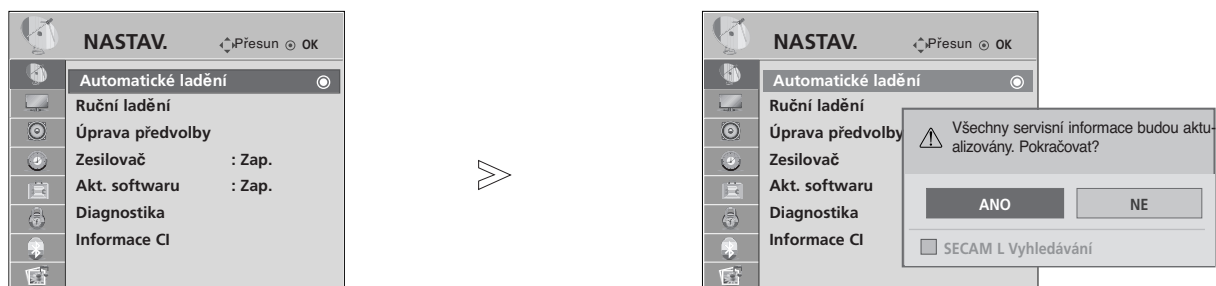 NASTAV. Přesun OK
Automatické ladění
Ruční ladění
Úprava předvolby
Zesilovač : Zap.
Akt. softwaru : Zap.
Diagnostika
Informace CI
NASTAV. Přesun OK
Automatické ladění
Ruční ladění
Úprava předvolby
Zesilovač
Akt. softwaru
Diagnostika
Informace CI
Všechny servisní informace budou aktu-
alizovány. Pokračovat?
ANO NE
SECAM L Vyhledávání